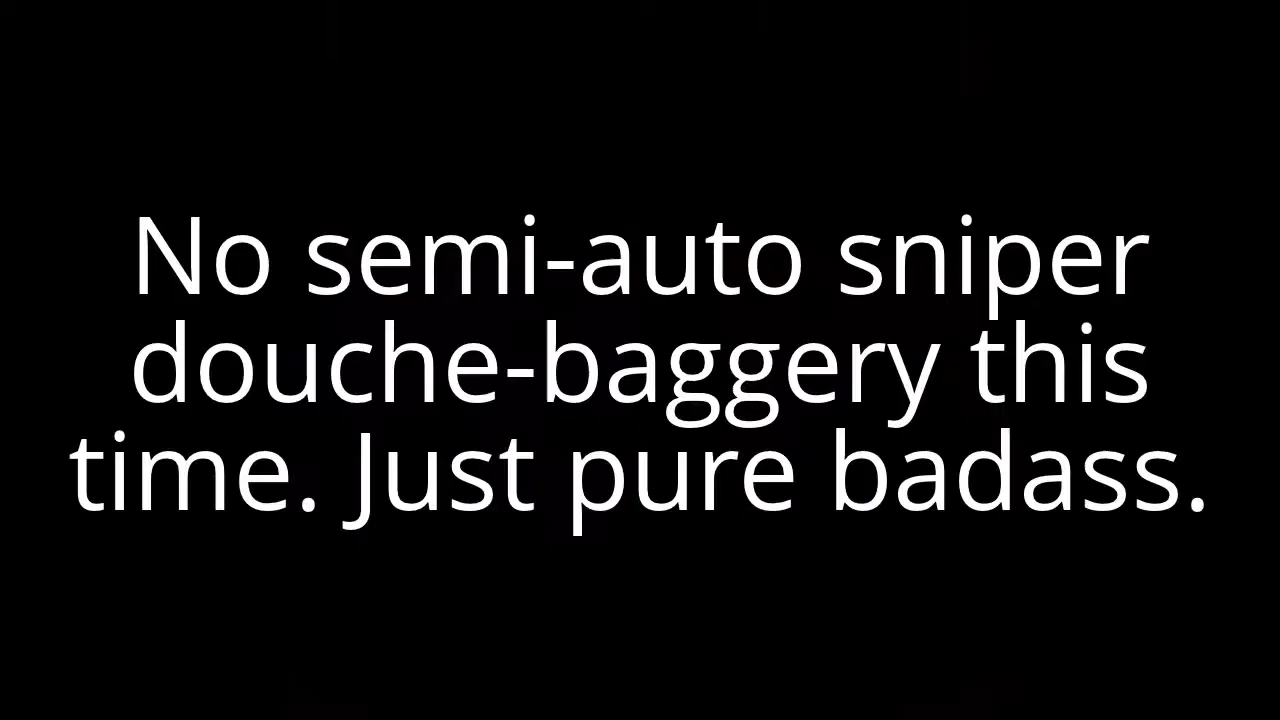 No semi-auto sniper
douche-baggery this
time. Just pure badass.